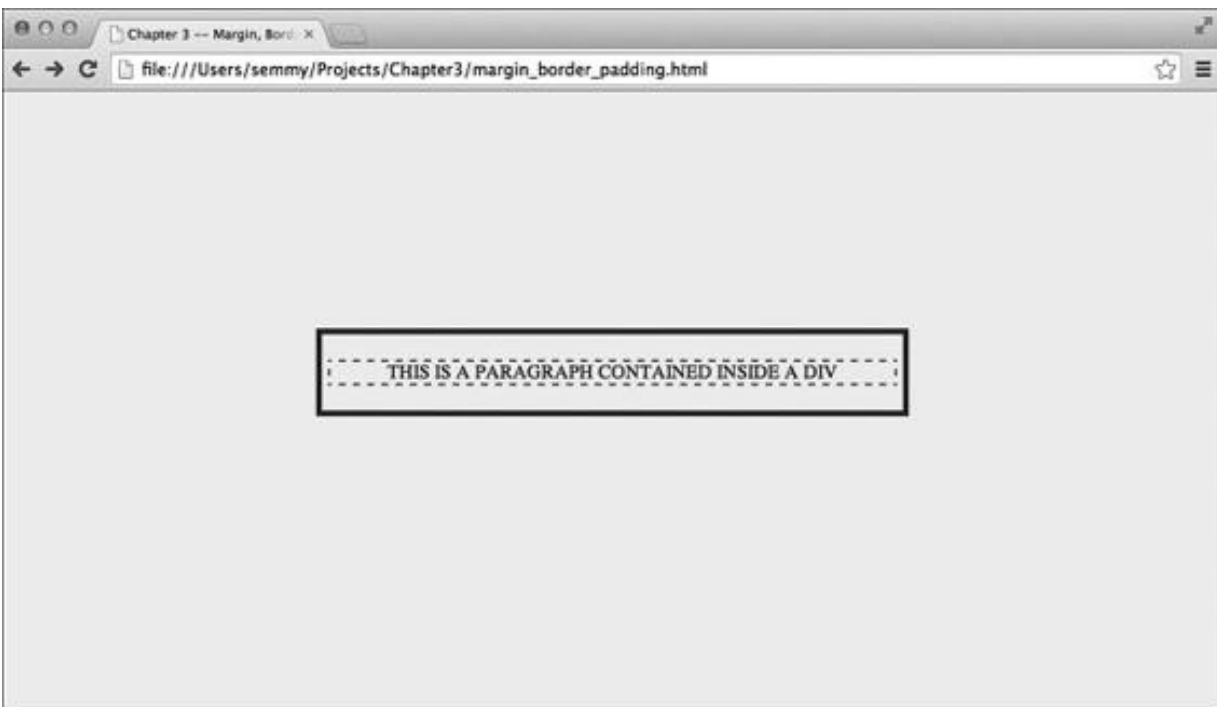 Chapter 3 -- Margin, Bord
file:///Users/semmy/Projects/Chapter3/margin_border_padding.html
THIS IS A PARAGRAPH CONTAINED INSIDE A DIV